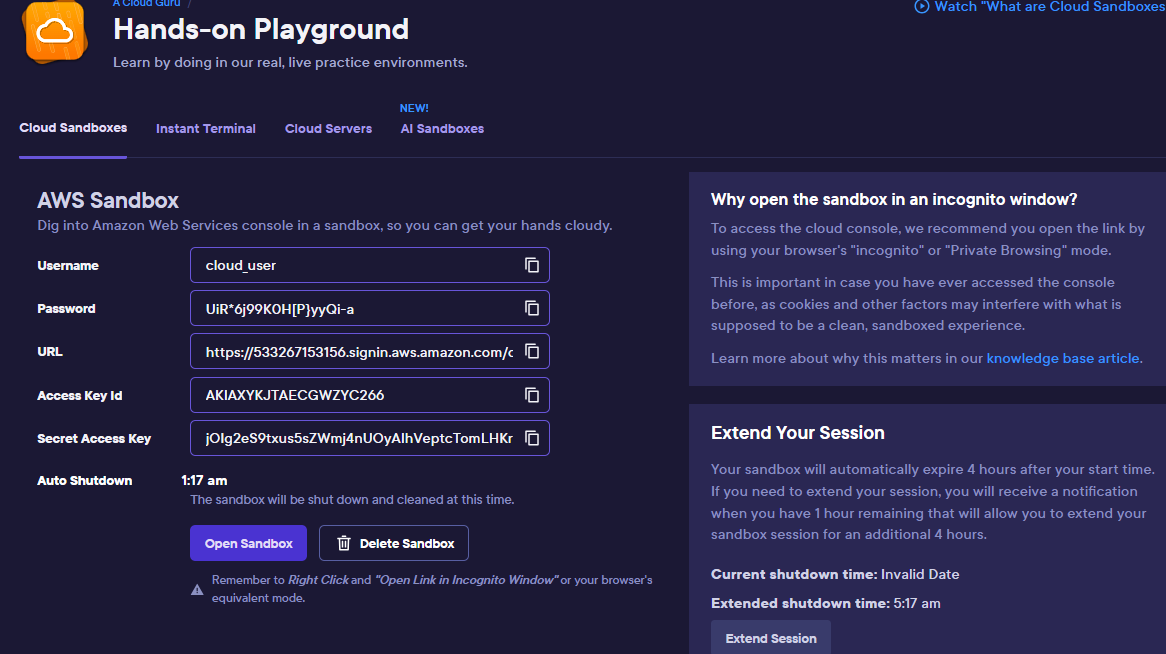 A Cloud Guru /
Hands-on Playground
Learn by doing in our real, live practice environments.
Watch "What are Cloud Sandboxes
Cloud Sandboxes
Instant Terminal
Cloud Servers
NEW!
AI Sandboxes
AWS Sandbox
Dig into Amazon Web Services console in a sandbox, so you can get your hands cloudy.
Username
cloud_user
Password
UiR*6j99K0H[P}yyQi-a
URL
https://533267153156.signin.aws.amazon.com/c
Access Key Id
AKIAXYKJTAECGWZYC266
Secret Access Key
jOIg2eS9txus5sZWmj4nUOyAIhVeptcTomLHKr
Auto Shutdown
1:17 am
The sandbox will be shut down and cleaned at this time.
Open Sandbox
Delete Sandbox
Remember to Right Click and "Open Link in Incognito Window" or your browser's
equivalent mode.
Why open the sandbox in an incognito window?
To access the cloud console, we recommend you open the link by
using your browser's "incognito" or "Private Browsing" mode.
This is important in case you have ever accessed the console
before, as cookies and other factors may interfere with what is
supposed to be a clean, sandboxed experience.
Learn more about why this matters in our knowledge base article.
Extend Your Session
Your sandbox will automatically expire 4 hours after your start time.
If you need to extend your session, you will receive a notification
when you have 1 hour remaining that will allow you to extend your
sandbox session for an additional 4 hours.
Current shutdown time: Invalid Date
Extended shutdown time: 5:17 am
Extend Session